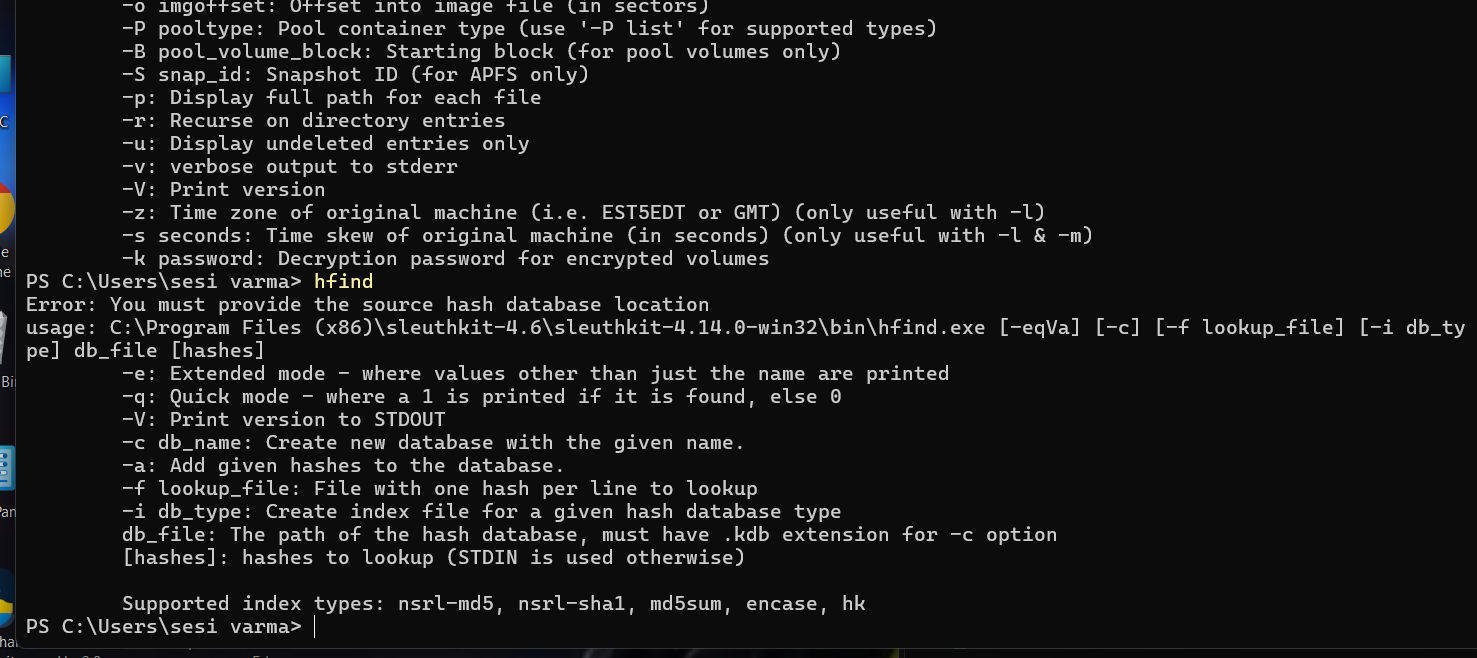 -o imgoffset: Offset into image file (in sectors)
-P pooltype: Pool container type (use '-P list' for supported types)
-B pool_volume_block: Starting block (for pool volumes only)
-S snap_id: Snapshot ID (for APFS only)
-p: Display full path for each file
-r: Recurse on directory entries
-u: Display undeleted entries only
-v: verbose output to stderr
-V: Print version
-z: Time zone of original machine (i.e. EST5EDT or GMT) (only useful with -l)
-s seconds: Time skew of original machine (in seconds) (only useful with -l & -m)
-k password: Decryption password for encrypted volumes
PS C:\Users\sesi varma> hfind
Error: You must provide the source hash database location
usage: C:\Program Files (x86)\sleuthkit-4.6\sleuthkit-4.14.0-win32\bin\hfind.exe [-eqVa] [-c] [-f lookup_file] [-i db_ty
pe] db_file [hashes]
-e: Extended mode - where values other than just the name are printed
-q: Quick mode - where a 1 is printed if it is found, else 0
-V: Print version to STDOUT
-c db_name: Create new database with the given name.
-a: Add given hashes to the database.
-f lookup_file: File with one hash per line to lookup
-i db_type: Create index file for a given hash database type
db_file: The path of the hash database, must have .kdb extension for -c option
[hashes]: hashes to lookup (STDIN is used otherwise)
Supported index types: nsrl-md5, nsrl-sha1, md5sum, encase, hk
PS C:\Users\sesi varma>